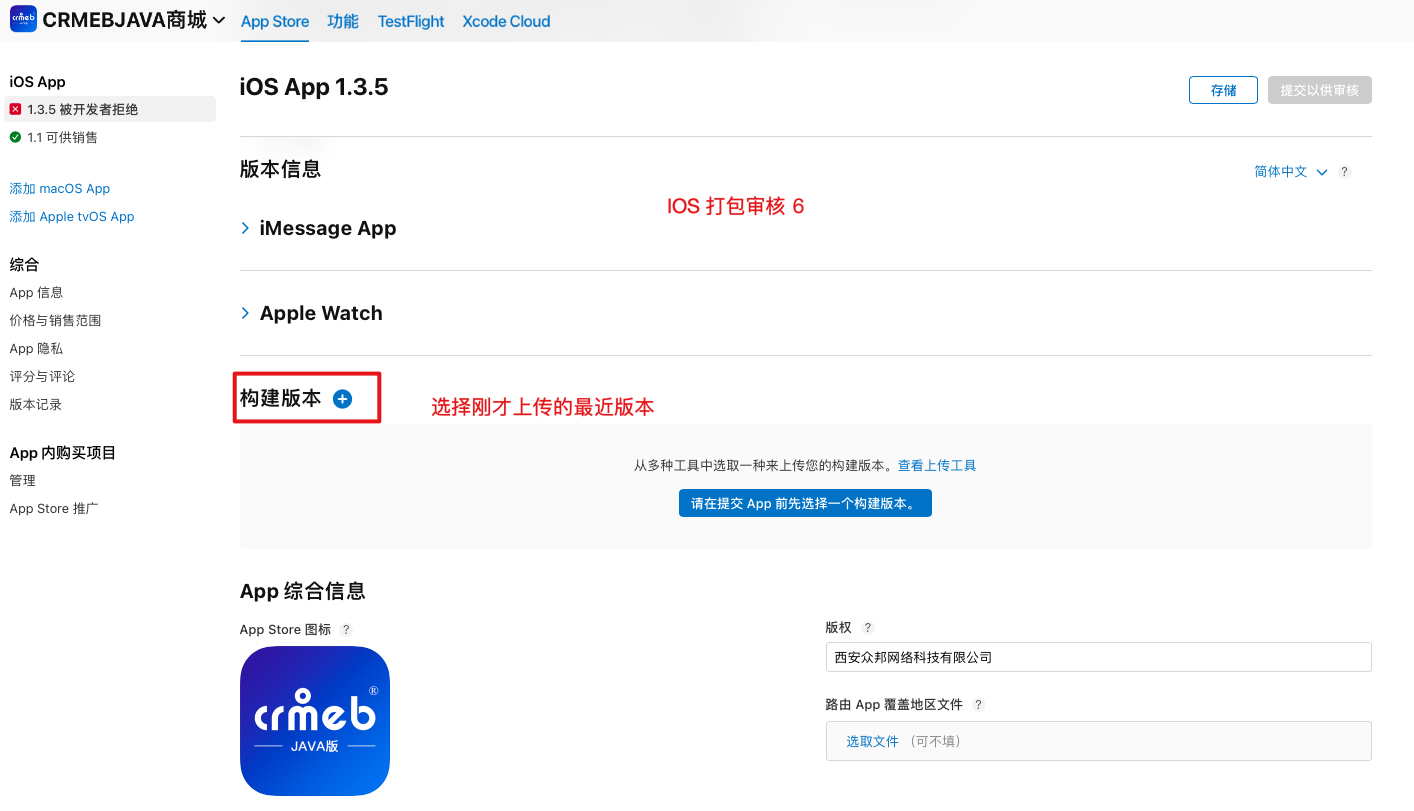 crmeb
JAVA版
CRMEBJAVA商城
App Store 功能 TestFlight Xcode Cloud
iOS App
1.3.5 被开发者拒绝
1.1 可供销售
添加 macOS App
添加 Apple tvOS App
综合
App 信息
价格与销售范围
App 隐私
评分与评论
版本记录
App 内购买项目
管理
App Store 推广
iOS App 1.3.5
存储
提交以供审核
版本信息
简体中文 ?
IOS 打包审核 6
iMessage App
Apple Watch
构建版本
选择刚才上传的最近版本
从多种工具中选取一种来上传您的构建版本。查看上传工具
请在提交 App 前先选择一个构建版本。
App 综合信息
App Store 图标 ?
crmeb®
JAVA版
版权 ?
西安众邦网络科技有限公司
路由 App 覆盖地区文件 ?
选取文件 (可不填)